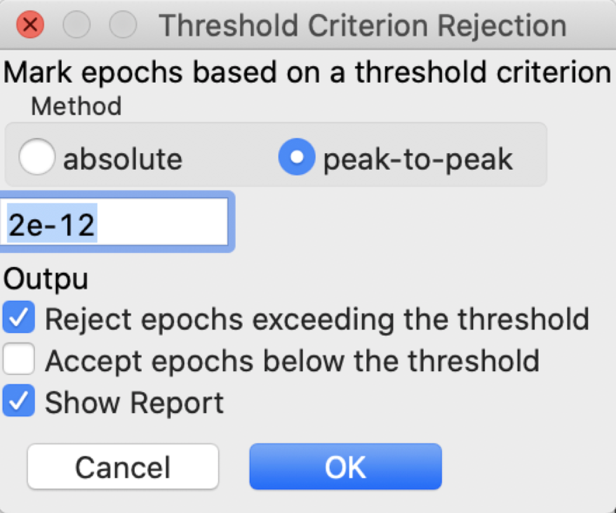 Threshold Criterion Rejection
Mark epochs based on a threshold criterion
Method
absolute peak-to-peak
2e-12
Outpu
Reject epochs exceeding the threshold
Accept epochs below the threshold
Show Report
Cancel OK